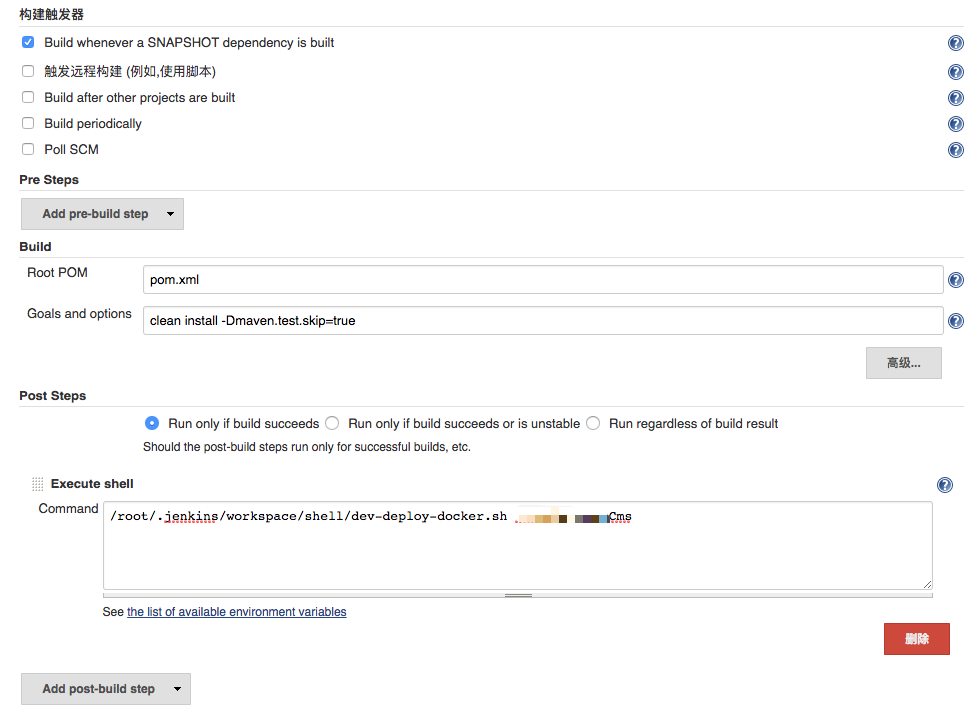 构建触发器
Build whenever a SNAPSHOT dependency is built
触发远程构建 (例如,使用脚本)
Build after other projects are built
Build periodically
Poll SCM
Pre Steps
Add pre-build step
Build
Root POM
pom.xml
Goals and options
clean install -Dmaven.test.skip=true
高级...
Post Steps
Run only if build succeeds Run only if build succeeds or is unstable Run regardless of build result
Should the post-build steps run only for successful builds, etc.
Execute shell
Command
/root/.jenkins/workspace/shell/dev-deploy-docker.sh Cms
See the list of available environment variables
删除
Add post-build step